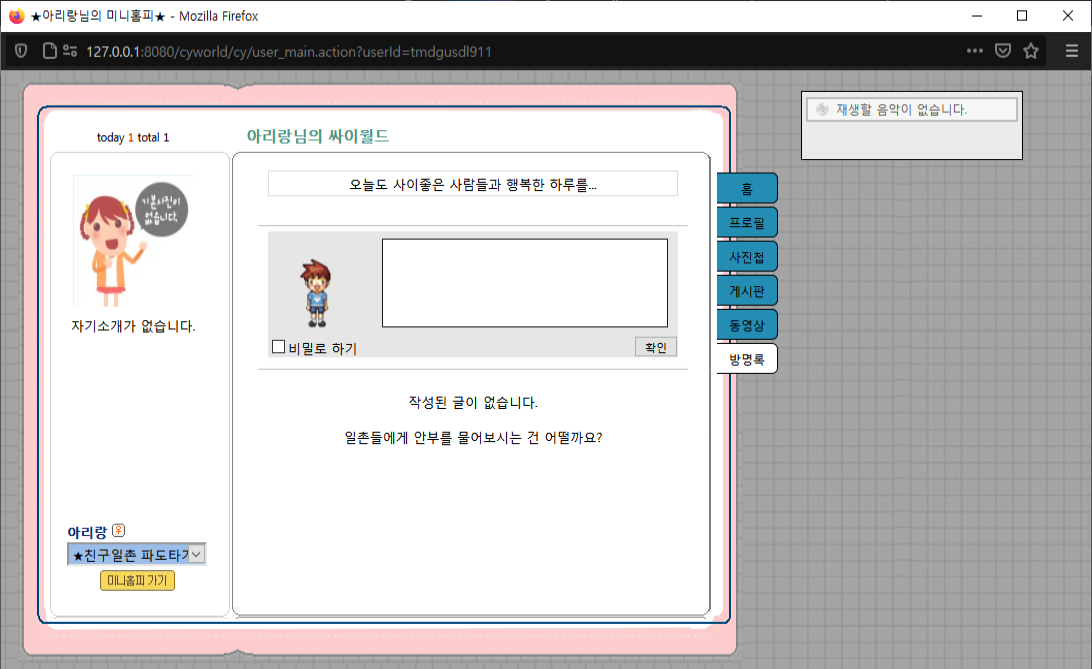 ★아리랑님의 미니홈피★ - Mozilla Firefox
127.0.0.1:8080/cyworld/cy/user_main.action?userId=tmdgusdl911
재생할 음악이 없습니다.
today 1 total 1
아리랑님의 싸이월드
기본사진이
없습니다.
오늘도 사이좋은 사람들과 행복한 하루를...
홈
프로필
사진첩
게시판
동영상
방명록
자기소개가 없습니다.
비밀로 하기
확인
작성된 글이 없습니다.
일촌들에게 안부를 물어보시는 건 어떨까요?
아리랑
★친구일촌 파도타기
미니홈피 가기